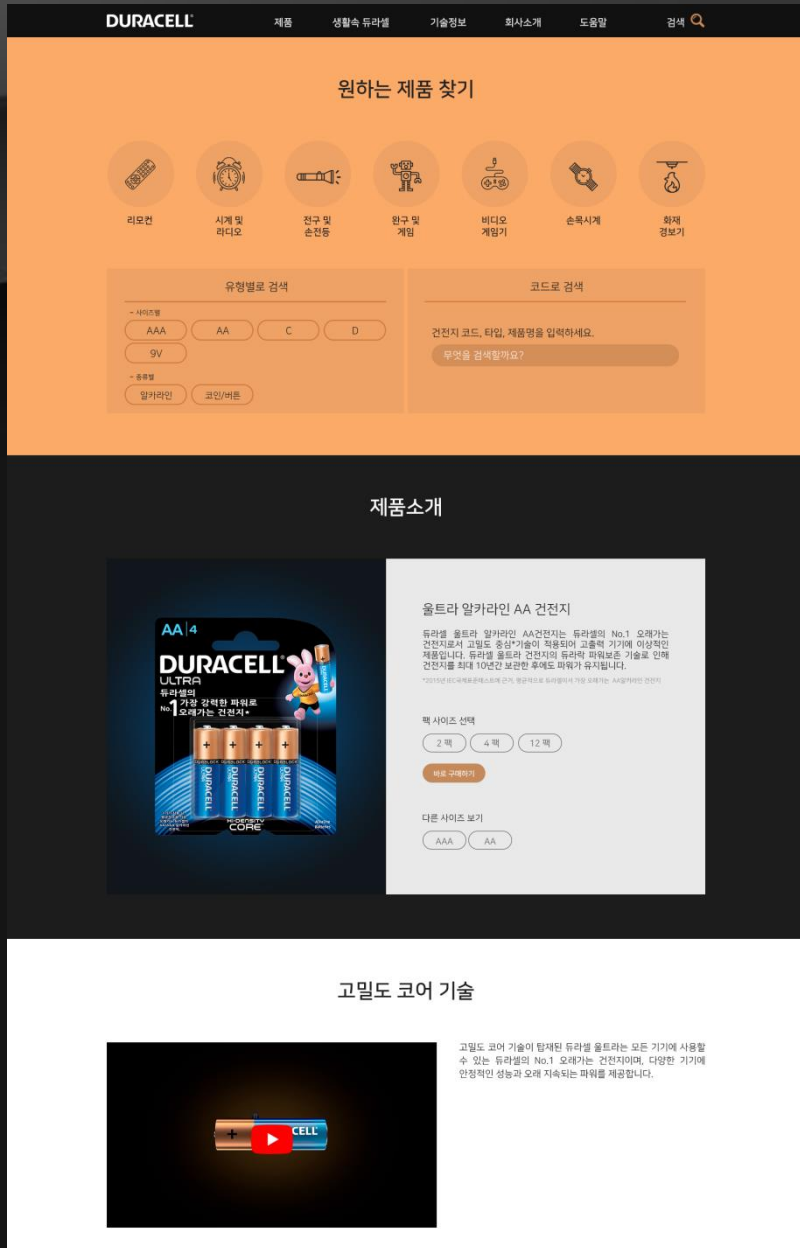 DURACELL
제품
생활속 듀라셀
기술정보
회사소개
도움말
검색
원하는 제품 찾기
리모컨
시계 및
라디오
전구 및
손전등
완구 및
게임
비디오
게임기
손목시계
화재
경보기
유형별로 검색
- 사이즈별
AAA
AA
C
D
9V
- 종류별
알카라인
코인/버튼
코드로 검색
건전지 코드, 타입, 제품명을 입력하세요.
무엇을 검색할까요?
제품소개
AA 4
DURACELL
ULTRA
듀라셀의
No.1 가장 강력한 파워로
오래가는 건전지*
DURACELL
DURACELL
DURACELL
DURACELL
HI-DENSITY
CORE
울트라 알카라인 AA 건전지
듀라셀 울트라 알카라인 AA건전지는 듀라셀의 No.1 오래가는
건전지로서 고밀도 중심*기술이 적용되어 고출력 기기에 이상적인
제품입니다. 듀라셀 울트라 건전지의 듀라락 파워보존 기술로 인해
건전지를 최대 10년간 보관한 후에도 파워가 유지됩니다.
팩 사이즈 선택
2 팩
4 팩
12 팩
바로 구매하기
다른 사이즈 보기
AAA
AA
고밀도 코어 기술
CELL
고밀도 코어 기술이 탑재된 듀라셀 울트라는 모든 기기에 사용할
수 있는 듀라셀의 No.1 오래가는 건전지이며, 다양한 기기에
안정적인 성능과 오래 지속되는 파워를 제공합니다.